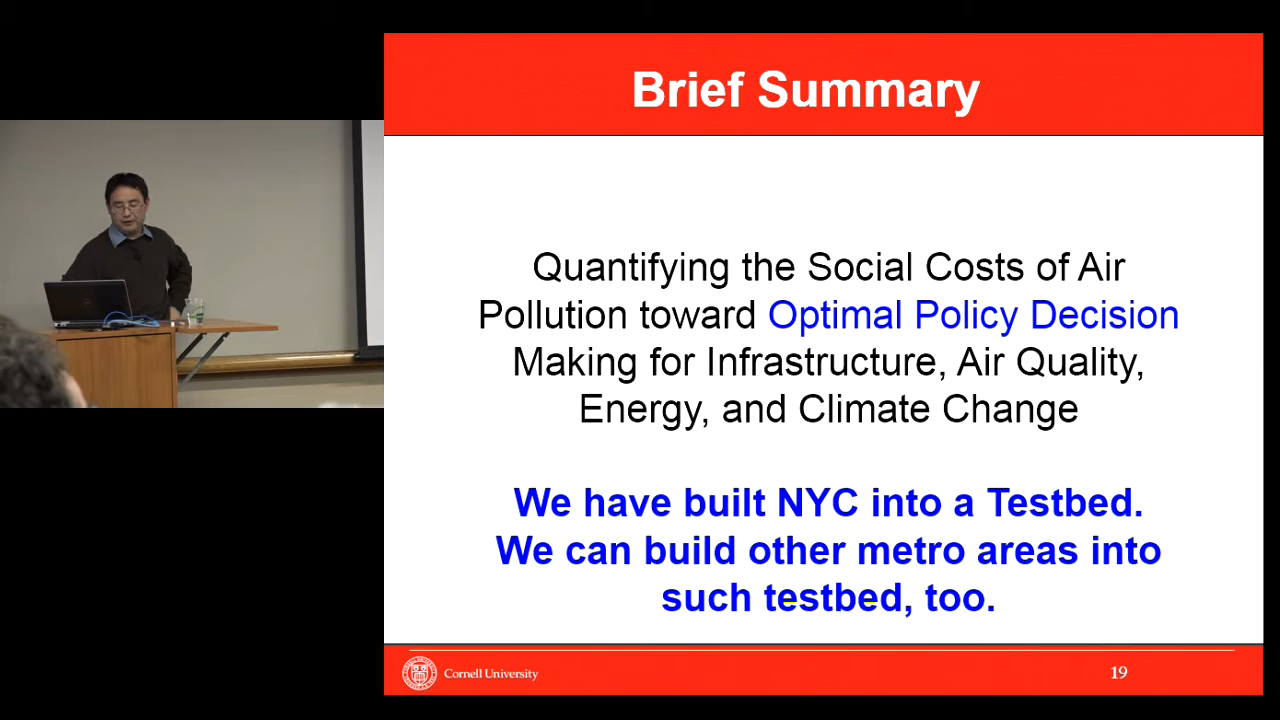 Brief Summary
Quantifying the Social Costs of Air
Pollution toward Optimal Policy Decision
Making for Infrastructure, Air Quality,
Energy, and Climate Change
We have built NYC into a Testbed.
We can build other metro areas into
such testbed, too.
Cornell University
19